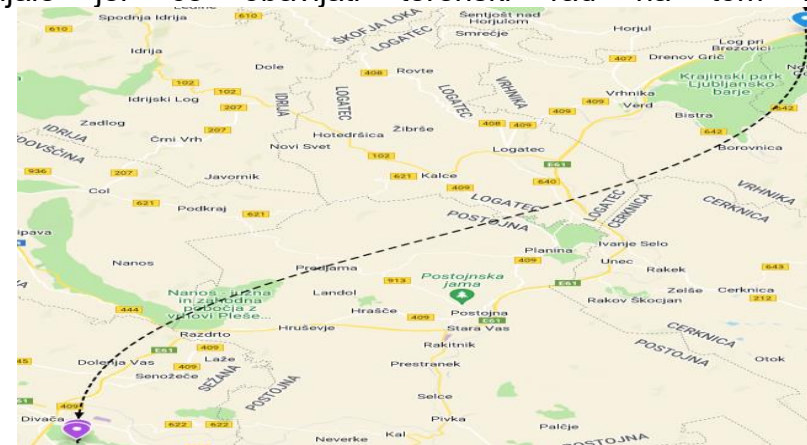 610
Spodnja Idrija
610
ŠKOFJA LOKA
LOGATEC
Šentjošt nad
Horjulom
Smrečje
Horjul
Log pri
Brezovici
407
Drenov Grič
Idrija
Dole
408
Rovte
Krajinski park
Ljubljansko
barje
102
102
Idrijski Log
207
IDRIJA
LOGATEC
LOGATEC
VRHNIKA
Vrhnika
Verd
409
Bistra
642
642
Zadlog
207
Črni Vrh
Hotedršica
Žibrše
408
409
Novi Svet
Logatec
Borovnica
IDRIJA
102
E61
936
207
Javornik
621
Kalce
409
640
Col
VRHNIKA
CERKNICA
621
Podkraj
621
LOGATEC
POSTOJNA
LOGATEC
CERKNICA
Planina
Ivanje Selo
Nanos
Predjama
409
Unec
Rakek
643
913
Postojnska
jama
E61
Zelše
Cerknica
212
Nanos - južna
in zahodna
pobočja z
vrhovi Pleše...
Landol
444
Hrašče
409
Postojna
E61
Rakov Škocjan
Razdrto
Hruševje
Stara Vas
CERKNICA
POSTOJNA
E61
409
Rakitnik
Dolenja Vas
Laže
Senožeče
SEŽANA
POSTOJNA
Prestranek
Otok
409
Selce
Divača
622
622
Pivka
Palčje
Neverke
Kal
POSTOJNA